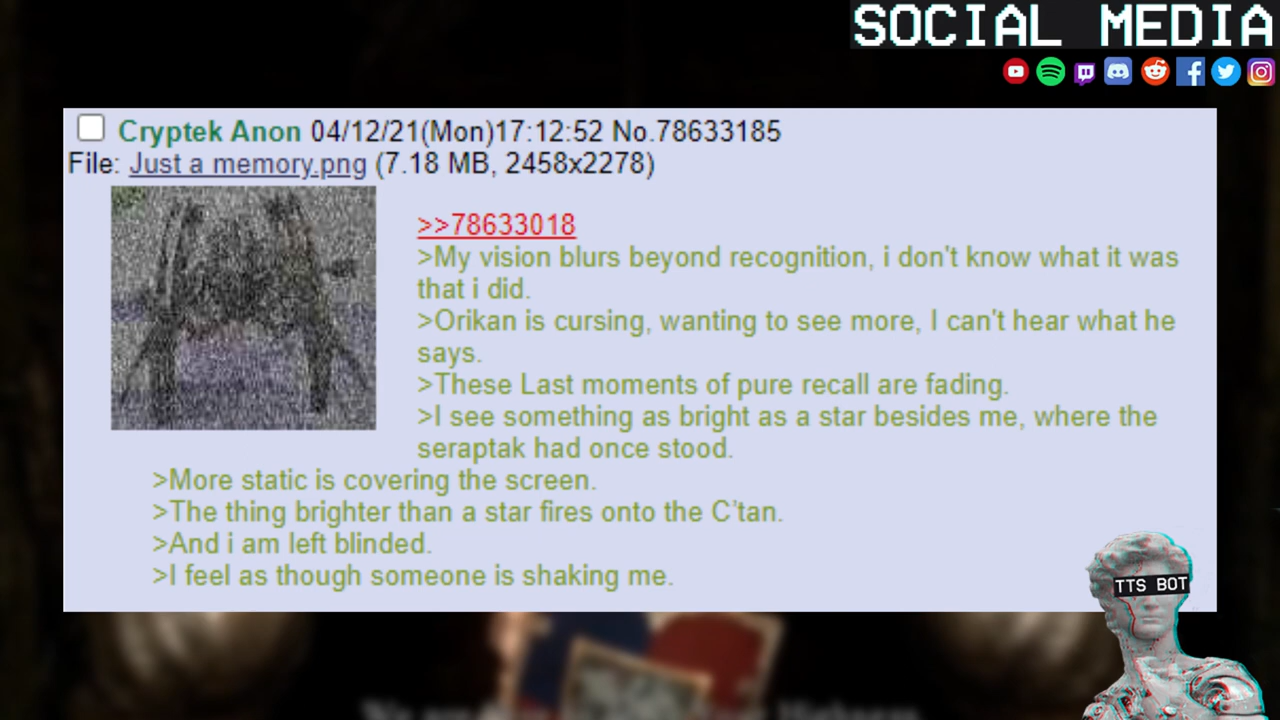 SOCIAL MEDIA
Cryptek Anon 04/12/21(Mon)17:12:52 No.78633185
File: Just a memory.png (7.18 MB, 2458x2278)
>>78633018
>My vision blurs beyond recognition, i don't know what it was
that i did.
>Orikan is cursing, wanting to see more, I can't hear what he
says.
>These Last moments of pure recall are fading.
>I see something as bright as a star besides me, where the
seraptak had once stood.
>More static is covering the screen.
>The thing brighter than a star fires onto the C’tan.
>And i am left blinded.
>I feel as though someone is shaking me.
TTS BOT